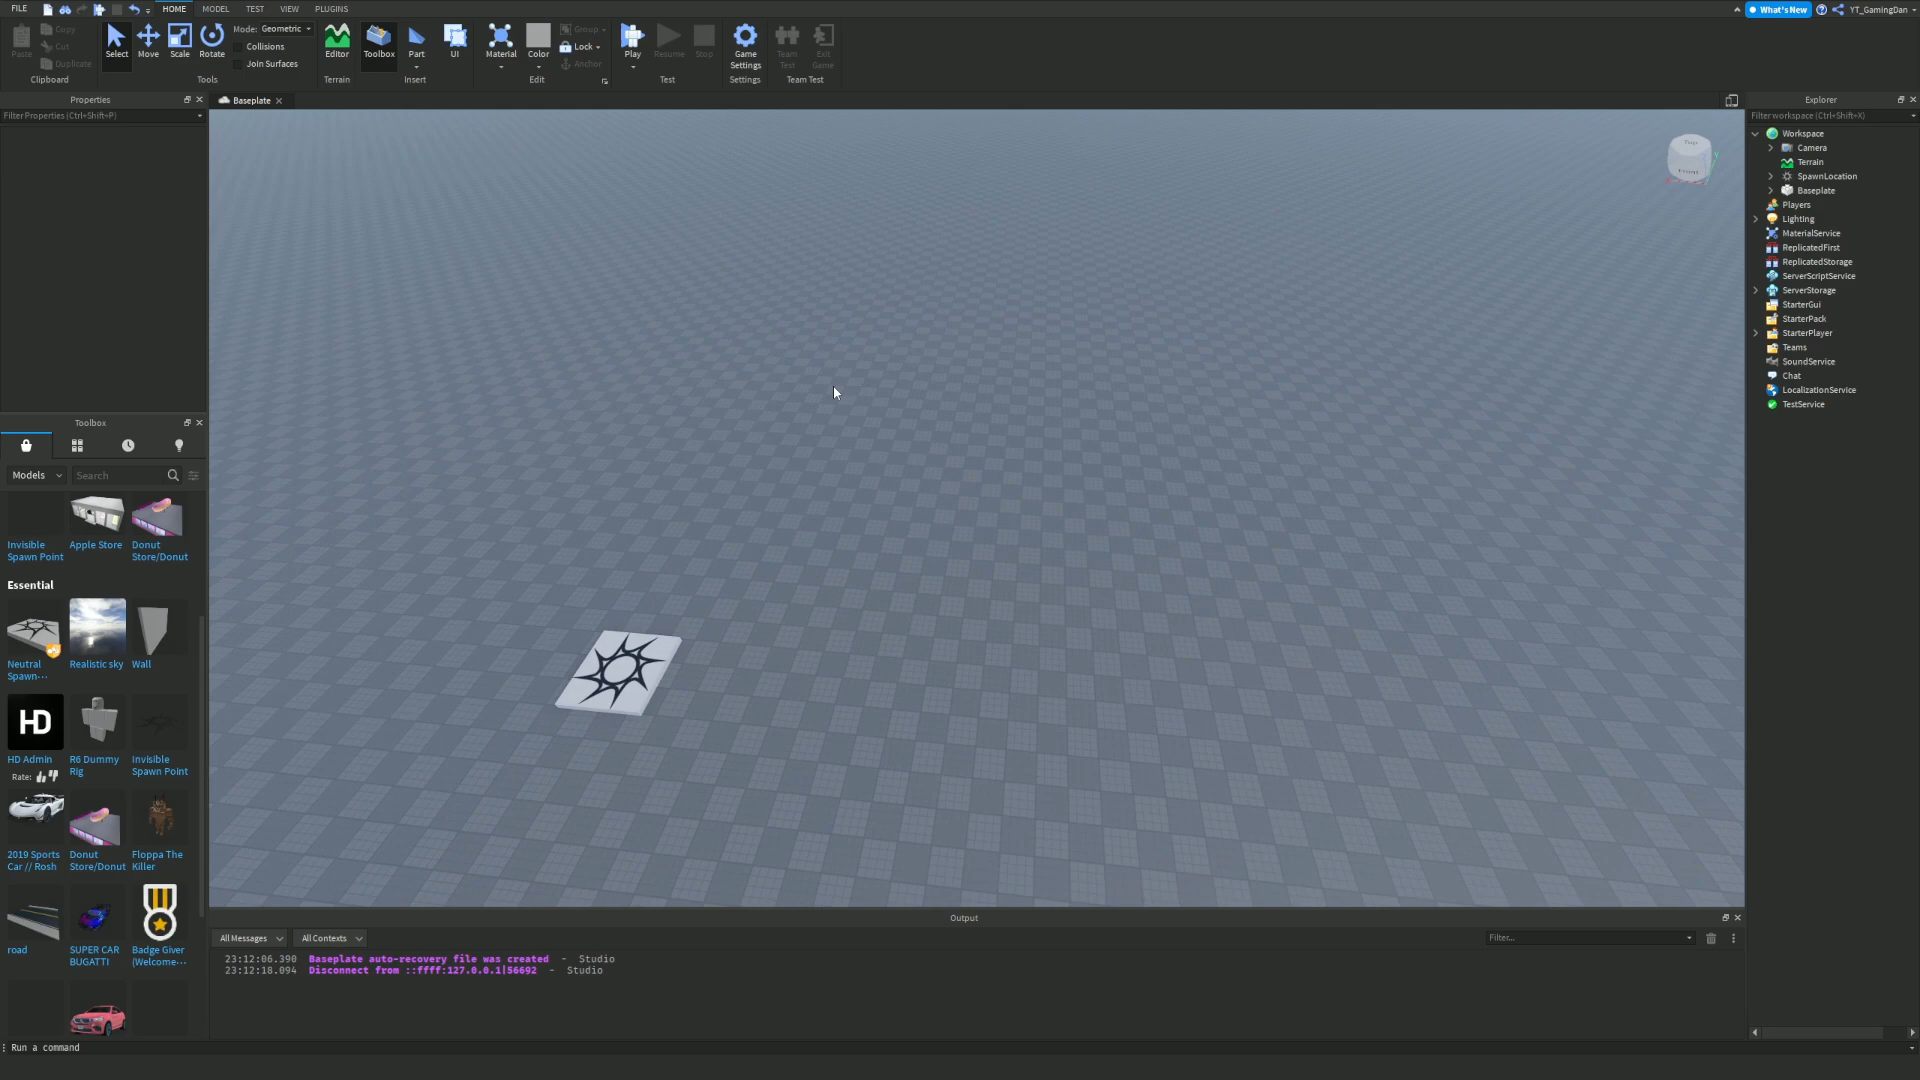 FILE HOME MODEL TEST VIEW PLUGINS What's New YT_GamingDan
Paste Copy Cut Duplicate
Clipboard
Select Move Scale Rotate
Mode: Geometric
Collisions
Join Surfaces
Tools
Editor
Terrain
Toolbox Part UI
Insert
Material Color Group Lock Anchor
Edit
Play Resume Stop
Test
Game Settings
Settings
Team Test Exit Game
Team Test
Properties
Filter Properties (Ctrl+Shift+P)
Baseplate
Top
Front
Y
Toolbox
Models Search
Invisible Spawn Point
Apple Store
Donut Store/Donut
Essential
Neutral Spawn...
Realistic sky
Wall
HD
HD Admin
Rate:
R6 Dummy Rig
Invisible Spawn Point
2019 Sports Car // Rosh
Donut Store/Donut
Floppa The Killer
road
SUPER CAR BUGATTI
Badge Giver (Welcome...
Output
All Messages All Contexts Filter...
23:12:06.390 Baseplate auto-recovery file was created - Studio
23:12:18.094 Disconnect from ::ffff:127.0.0.1|56692 - Studio
Run a command
Explorer
Filter workspace (Ctrl+Shift+X)
Workspace
Camera
Terrain
SpawnLocation
Baseplate
Players
Lighting
MaterialService
ReplicatedFirst
ReplicatedStorage
ServerScriptService
ServerStorage
StarterGui
StarterPack
StarterPlayer
Teams
SoundService
Chat
LocalizationService
TestService